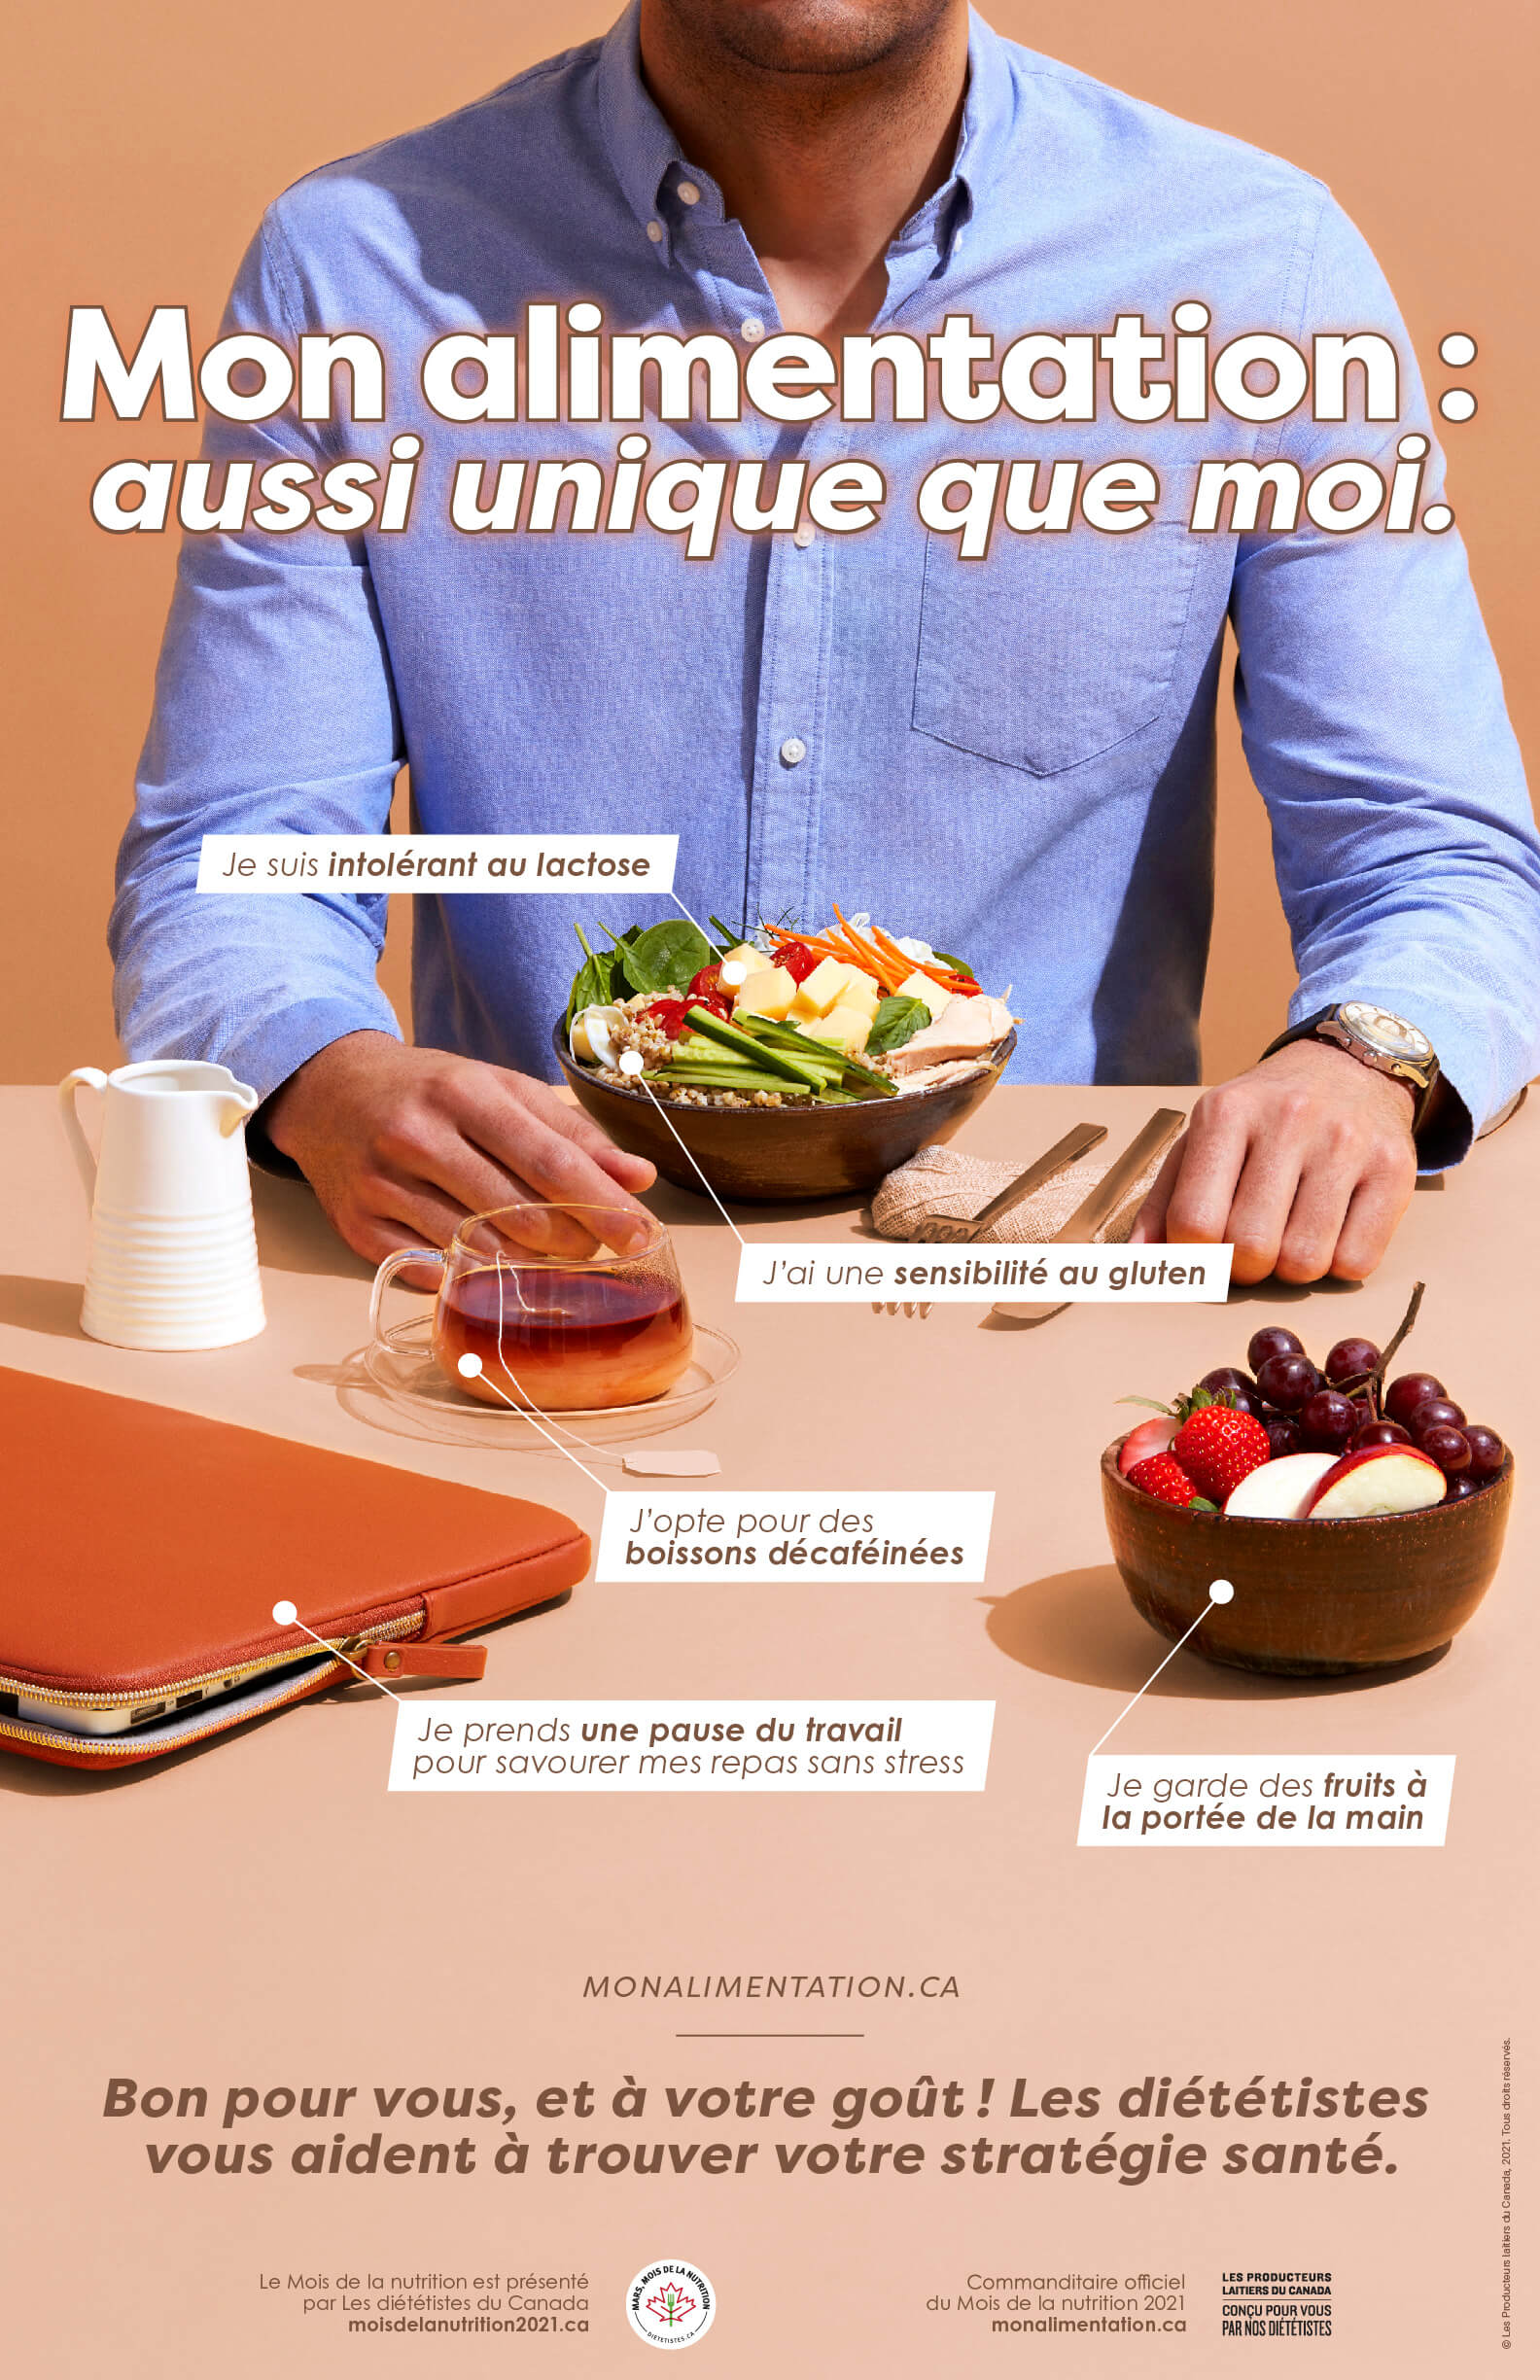 Mon alimentation :
aussi unique que moi.
Je suis intolérant au lactose
J'ai une sensibilité au gluten
J'opte pour des
boissons décaféinées
Je prends une pause du travail
pour savourer mes repas sans stress
Je garde des fruits à
la portée de la main
MONALIMENTATION.CA
Bon pour vous, et à votre goût ! Les diététistes
vous aident à trouver votre stratégie santé.
Le Mois de la nutrition est présenté
par Les diététistes du Canada
moisdelanutrition2021.ca
MARS, MOIS DE LA NUTRITION
DIETETISTES.CA
Commanditaire officiel
du Mois de la nutrition 2021
monalimentation.ca
LES PRODUCTEURS
LAITIERS DU CANADA
CONÇU POUR VOUS
PAR NOS DIÉTÉTISTES
© Les Producteurs laitiers du Canada, 2021. Tous droits réservés.